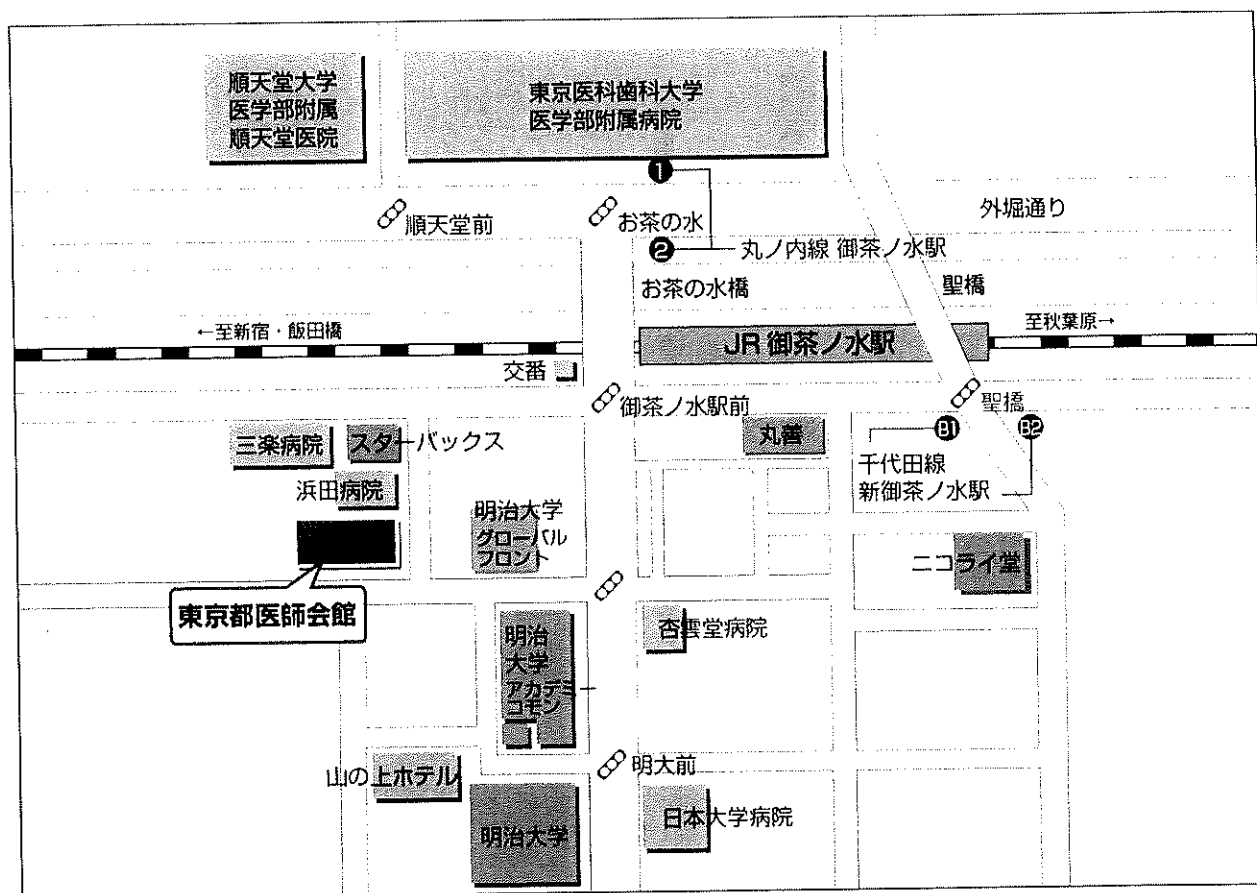 順天堂大学
医学部附属
順天堂医院
東京医科歯科大学
医学部附属病院
1
順天堂前
お茶の水
外堀通り
2
丸ノ内線 御茶ノ水駅
お茶の水橋
聖橋
←至新宿・飯田橋
JR 御茶ノ水駅
至秋葉原→
交番
御茶ノ水駅前
聖橋
三楽病院
スターバックス
丸善
B1
B2
千代田線
新御茶ノ水駅
浜田病院
明治大学
グローバル
フロント
ニコライ堂
東京都医師会館
杏雲堂病院
明治
大学
アカデミー
コモン
山の上ホテル
明大前
明治大学
日本大学病院